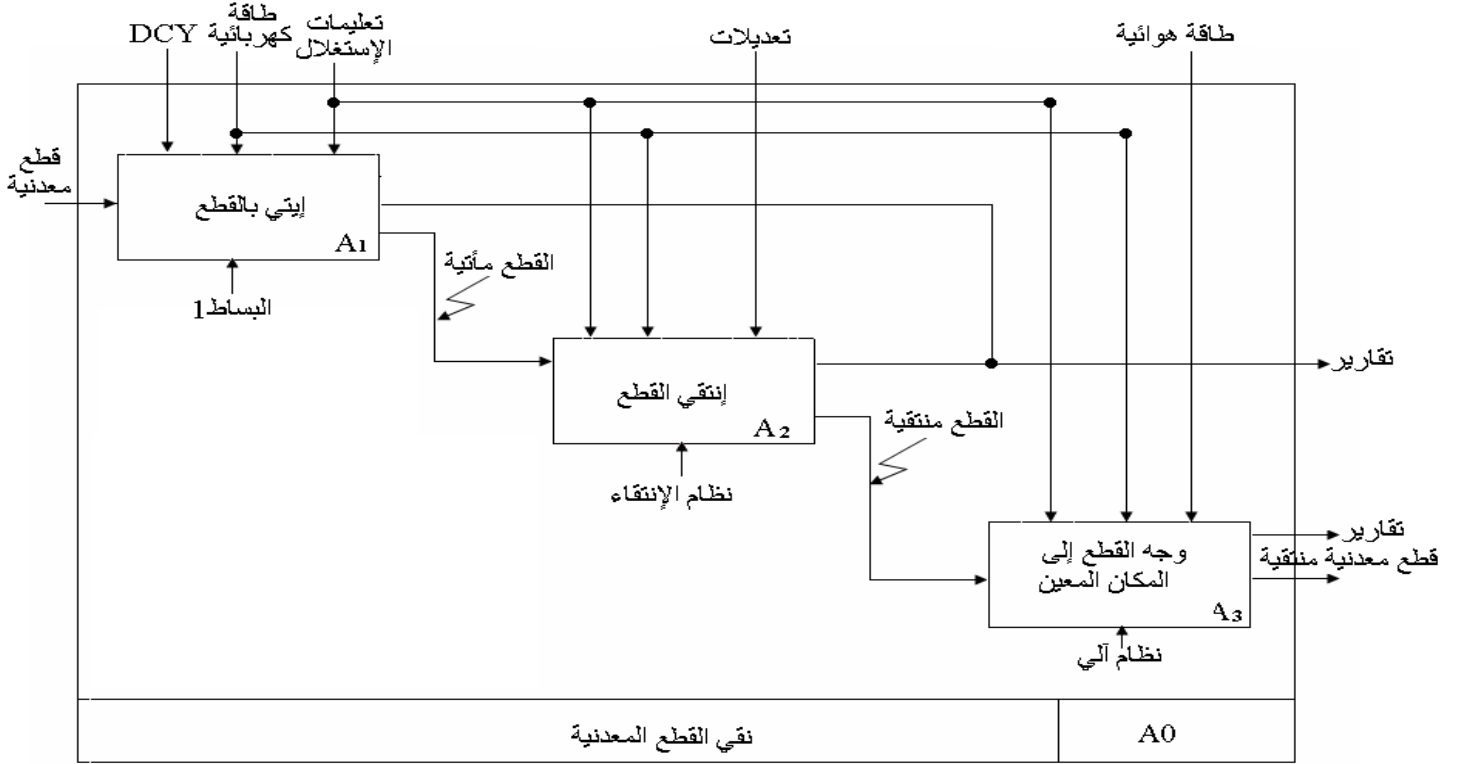 DCY
طاقة
كهربائية
تعليمات
الإستغلال
تعديلات
طاقة هوائية
قطع
معدنية
إيتي بالقطع
A1
البساط1
القطع مأتية
إنتقي القطع
A2
نظام الإنتقاء
تقارير
القطع منتقية
وجه القطع إلى
المكان المعين
A3
نظام آلي
تقارير
قطع معدنية منتقية
نقي القطع المعدنية
A0